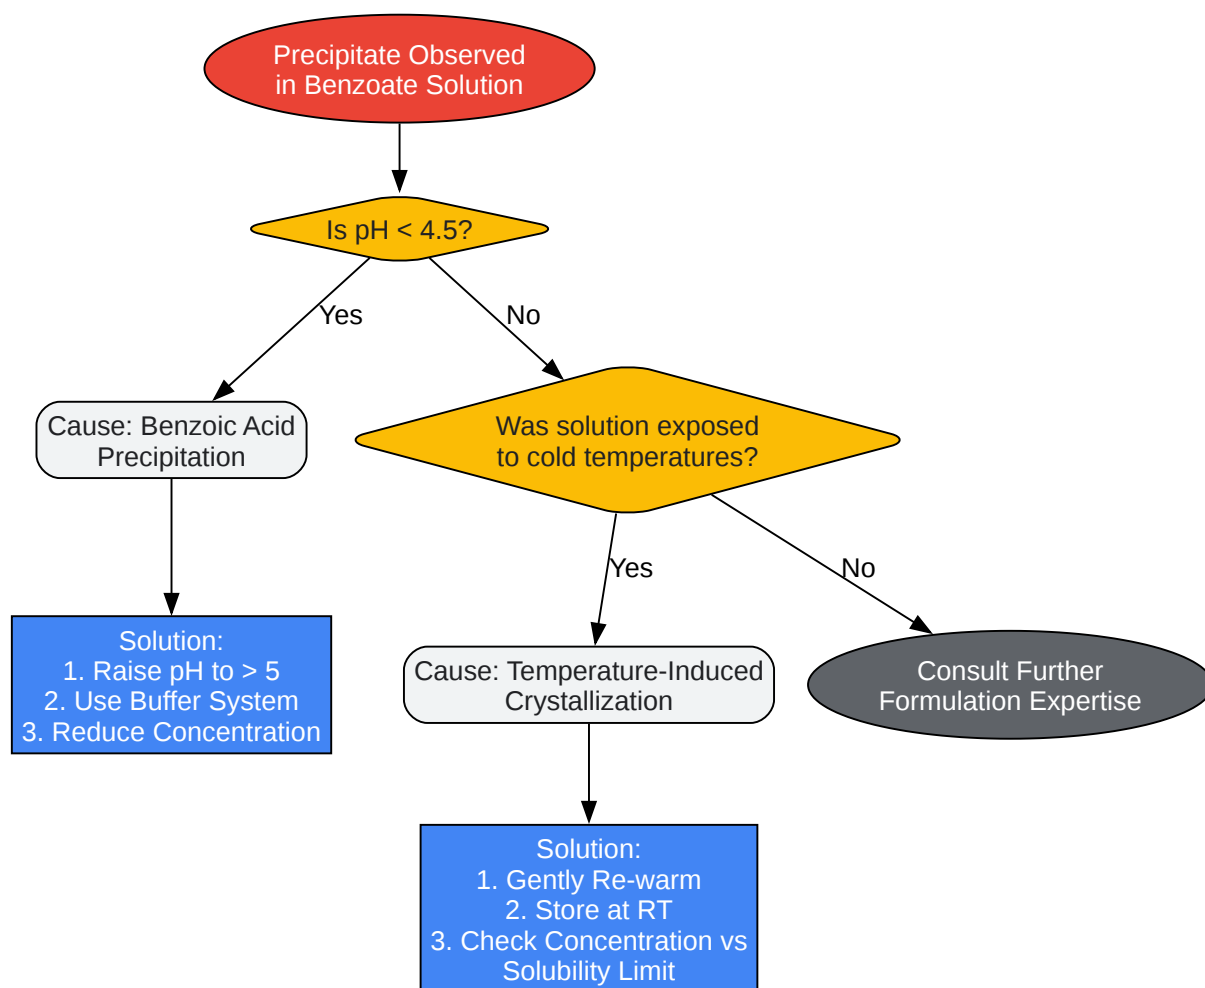 Precipitate Observed
in Benzoate Solution
Is pH < 4.5?
Yes
No
Cause: Benzoic Acid
Precipitation
Was solution exposed
to cold temperatures?
Yes
No
Solution:
1. Raise pH to > 5
2. Use Buffer System
3. Reduce Concentration
Cause: Temperature-Induced
Crystallization
Consult Further
Formulation Expertise
Solution:
1. Gently Re-warm
2. Store at RT
3. Check Concentration vs
Solubility Limit